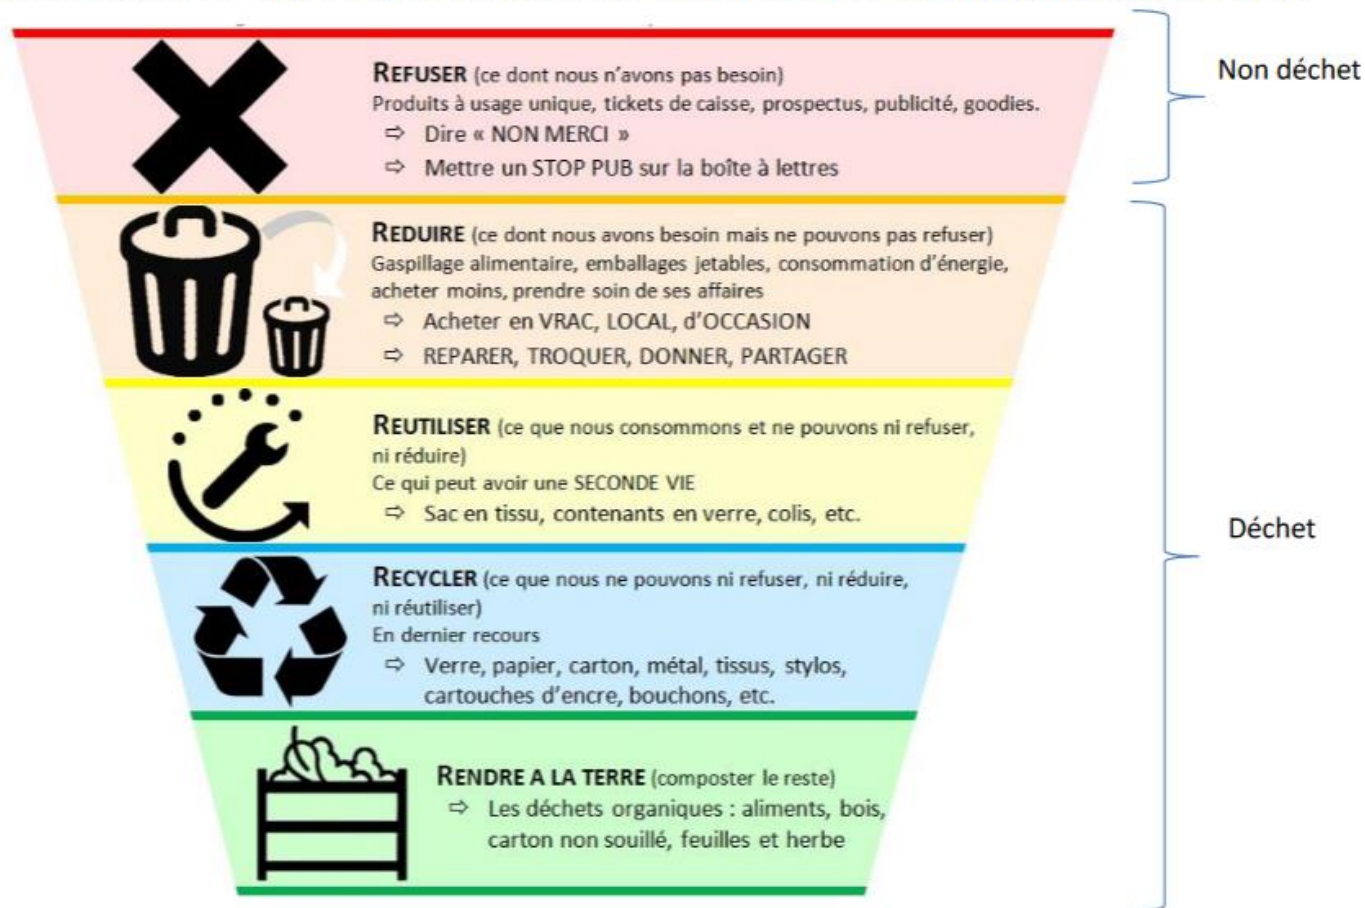 REFUSER (ce dont nous n'avons pas besoin)
Produits à usage unique, tickets de caisse, prospectus, publicité, goodies.
⇨ Dire « NON MERCI »
⇨ Mettre un STOP PUB sur la boîte à lettres
Non déchet
REDUIRE (ce dont nous avons besoin mais ne pouvons pas refuser)
Gaspillage alimentaire, emballages jetables, consommation d'énergie,
acheter moins, prendre soin de ses affaires
⇨ Acheter en VRAC, LOCAL, d'OCCASION
⇨ REPARER, TROQUER, DONNER, PARTAGER
REUTILISER (ce que nous consommons et ne pouvons ni refuser,
ni réduire)
Ce qui peut avoir une SECONDE VIE
⇨ Sac en tissu, contenants en verre, colis, etc.
Déchet
RECYCLER (ce que nous ne pouvons ni refuser, ni réduire,
ni réutiliser)
En dernier recours
⇨ Verre, papier, carton, métal, tissus, stylos,
cartouches d'encre, bouchons, etc.
RENDRE A LA TERRE (composter le reste)
⇨ Les déchets organiques : aliments, bois,
carton non souillé, feuilles et herbe